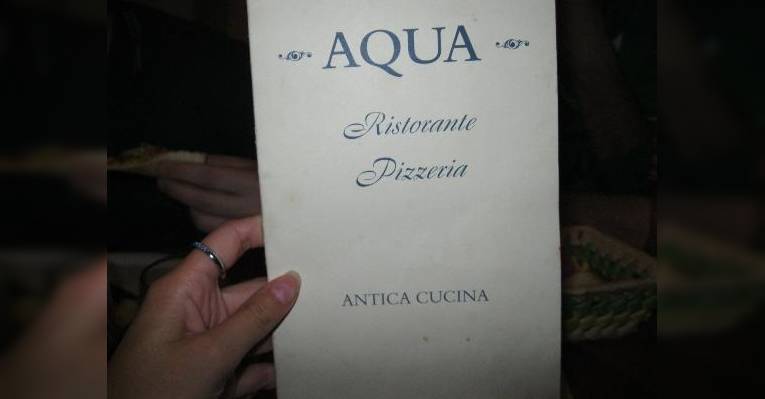 AQUA
Ristorante
Pizzeria
ANTICA CUCINA